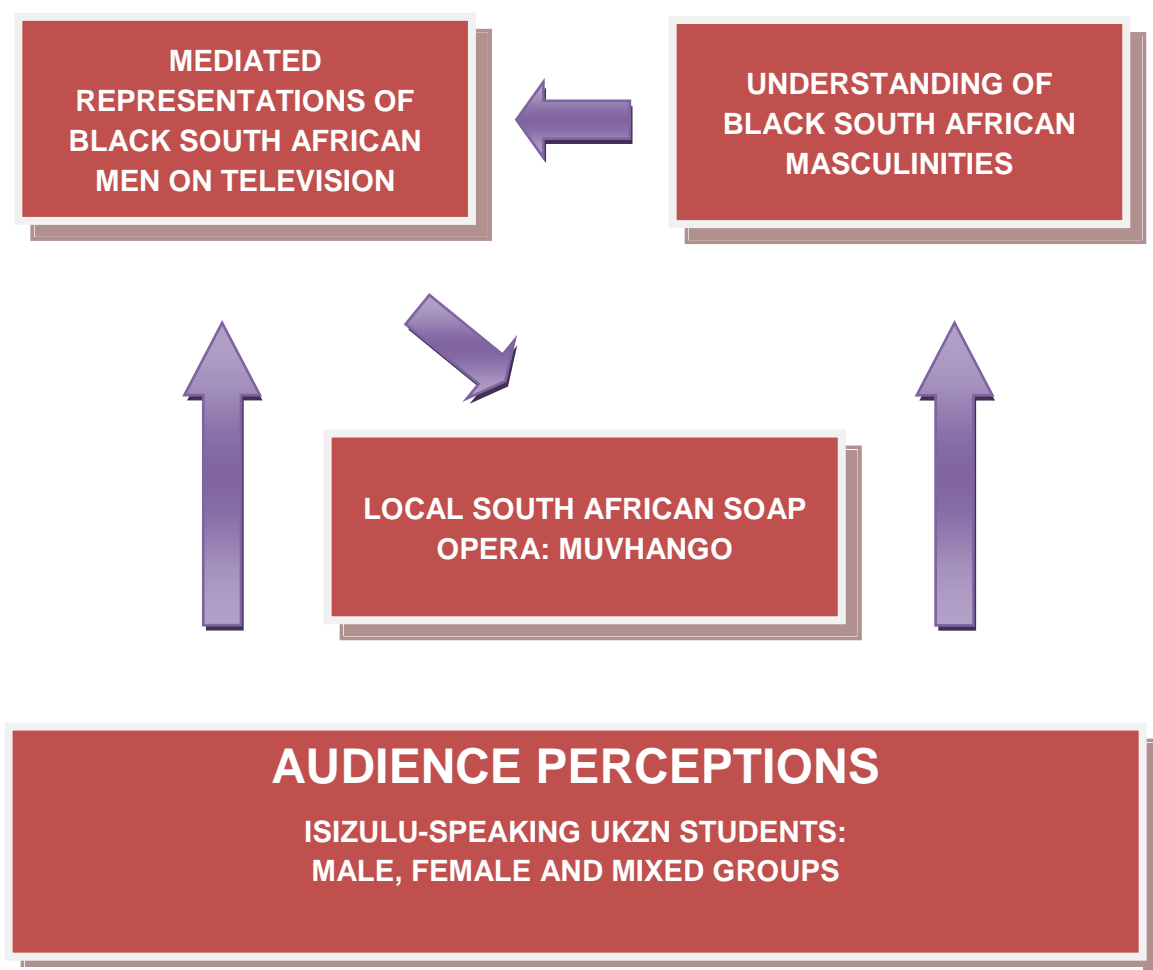 MEDIATED
REPRESENTATIONS OF
BLACK SOUTH AFRICAN
MEN ON TELEVISION
UNDERSTANDING OF
BLACK SOUTH AFRICAN
MASCULINITIES
LOCAL SOUTH AFRICAN SOAP
OPERA: MUVHANGO
AUDIENCE PERCEPTIONS
ISIZULU-SPEAKING UKZN STUDENTS:
MALE, FEMALE AND MIXED GROUPS